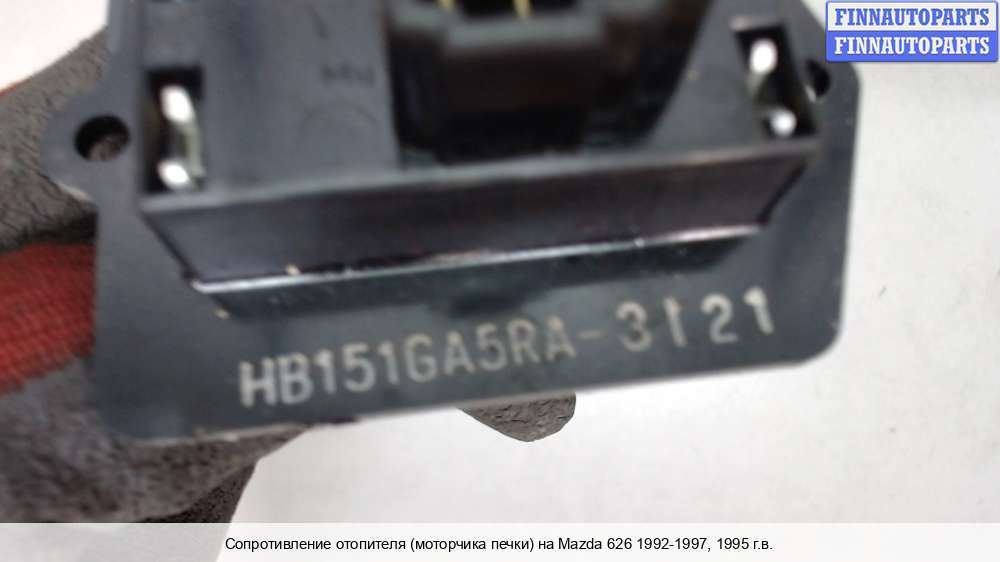 FINNAUTOPARTS
FINNAUTOPARTS
HB151GA5RA-3121
Сопротивление отопителя (моторчика печки) на Mazda 626 1992-1997, 1995 г.в.